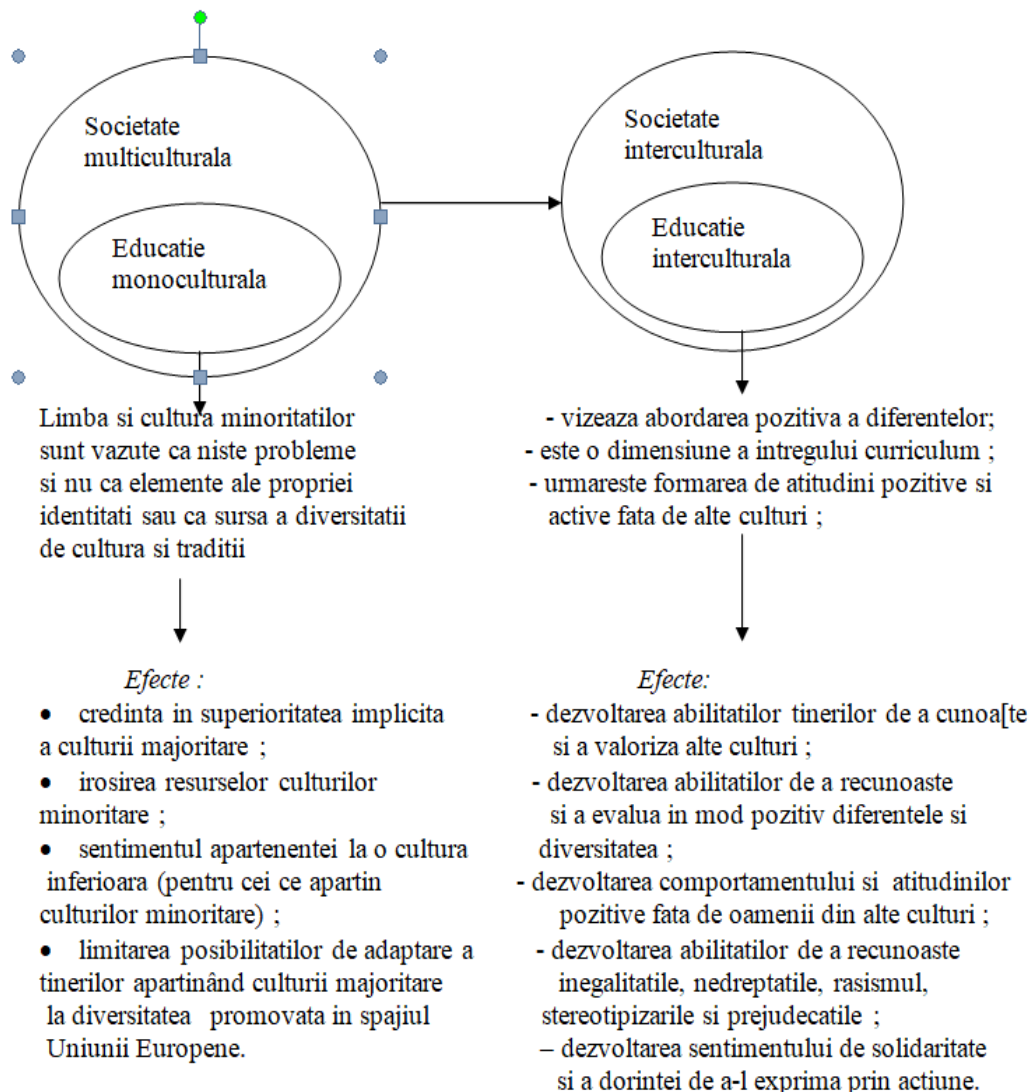 Societate
multiculturala
Educatie
monoculturala
Societate
interculturala
Educatie
interculturala
Limba si cultura minoritatilor
sunt vazute ca niste probleme
si nu ca elemente ale propriei
identitati sau ca sursa a diversitatii
de cultura si traditii
- vizeaza abordarea pozitiva a diferentelor;
- este o dimensiune a intregului curriculum ;
- urmareste formarea de atitudini pozitive si
active fata de alte culturi ;
Efecte :
• credinta in superioritatea implicita
a culturii majoritare ;
• irosirea resurselor culturilor
minoritare ;
• sentimentul apartenentei la o cultura
inferioara (pentru cei ce apartin
culturilor minoritare) ;
• limitarea posibilitatilor de adaptare a
tinerilor apartinând culturii majoritare
la diversitatea promovata in spajiul
Uniunii Europene.
Efecte:
- dezvoltarea abilitatilor tinerilor de a cunoa[te
si a valoriza alte culturi ;
- dezvoltarea abilitatilor de a recunoaste
si a evalua in mod pozitiv diferentele si
diversitatea ;
- dezvoltarea comportamentului si atitudinilor
pozitive fata de oamenii din alte culturi ;
- dezvoltarea abilitatilor de a recunoaste
inegalitatile, nedreptatile, rasismul,
stereotipizarile si prejudecatile ;
– dezvoltarea sentimentului de solidaritate
si a dorintei de a-l exprima prin actiune.